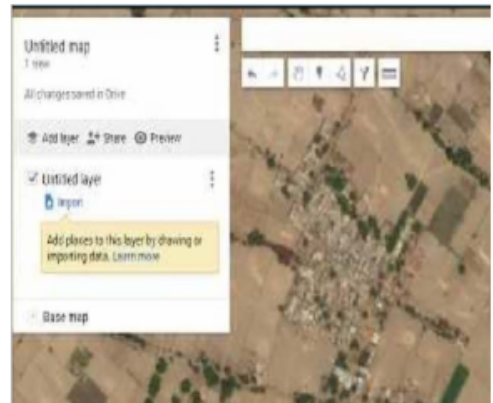 Untitled map
1 view
All changes saved in Drive
Add layer Share Preview
Untitled layer
Import
Add places to this layer by drawing or
importing data. Learn more
Base map